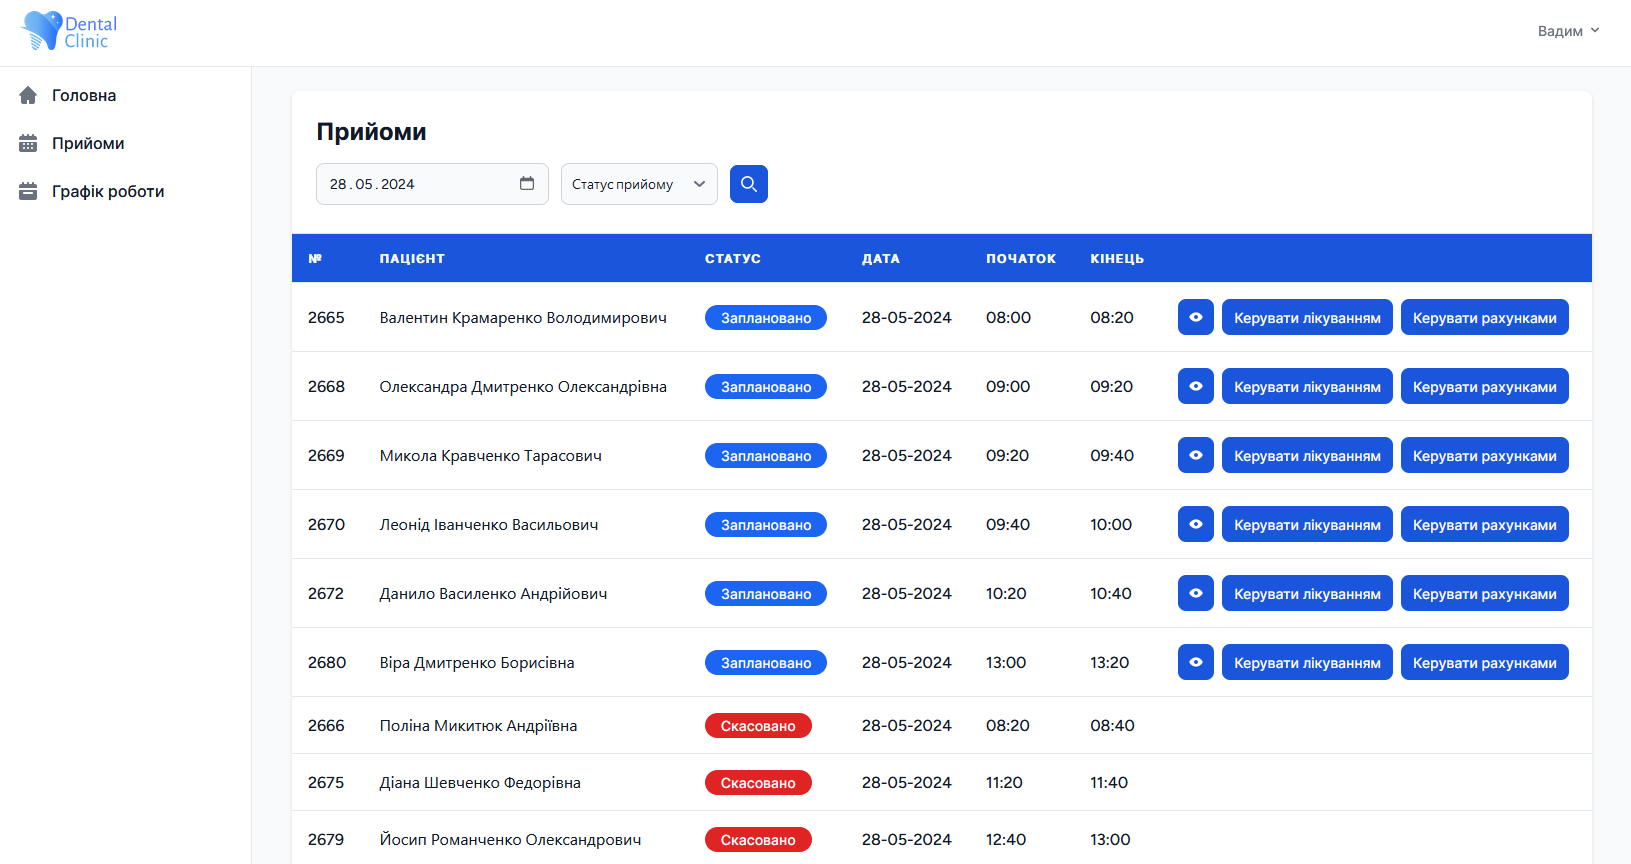 Dental
Clinic
Вадим
Головна
Прийоми
Графік роботи
Прийоми
28.05.2024
Статус прийому
№ ПАЦІЄНТ СТАТУС ДАТА ПОЧАТОК КІНЕЦЬ
2665 Валентин Крамаренко Володимирович Заплановано 28-05-2024 08:00 08:20 Керувати лікуванням Керувати рахунками
2668 Олександра Дмитренко Олександрівна Заплановано 28-05-2024 09:00 09:20 Керувати лікуванням Керувати рахунками
2669 Микола Кравченко Тарасович Заплановано 28-05-2024 09:20 09:40 Керувати лікуванням Керувати рахунками
2670 Леонід Іванченко Васильович Заплановано 28-05-2024 09:40 10:00 Керувати лікуванням Керувати рахунками
2672 Данило Василенко Андрійович Заплановано 28-05-2024 10:20 10:40 Керувати лікуванням Керувати рахунками
2680 Віра Дмитренко Борисівна Заплановано 28-05-2024 13:00 13:20 Керувати лікуванням Керувати рахунками
2666 Поліна Микитюк Андріївна Скасовано 28-05-2024 08:20 08:40
2675 Діана Шевченко Федорівна Скасовано 28-05-2024 11:20 11:40
2679 Йосип Романченко Олександрович Скасовано 28-05-2024 12:40 13:00